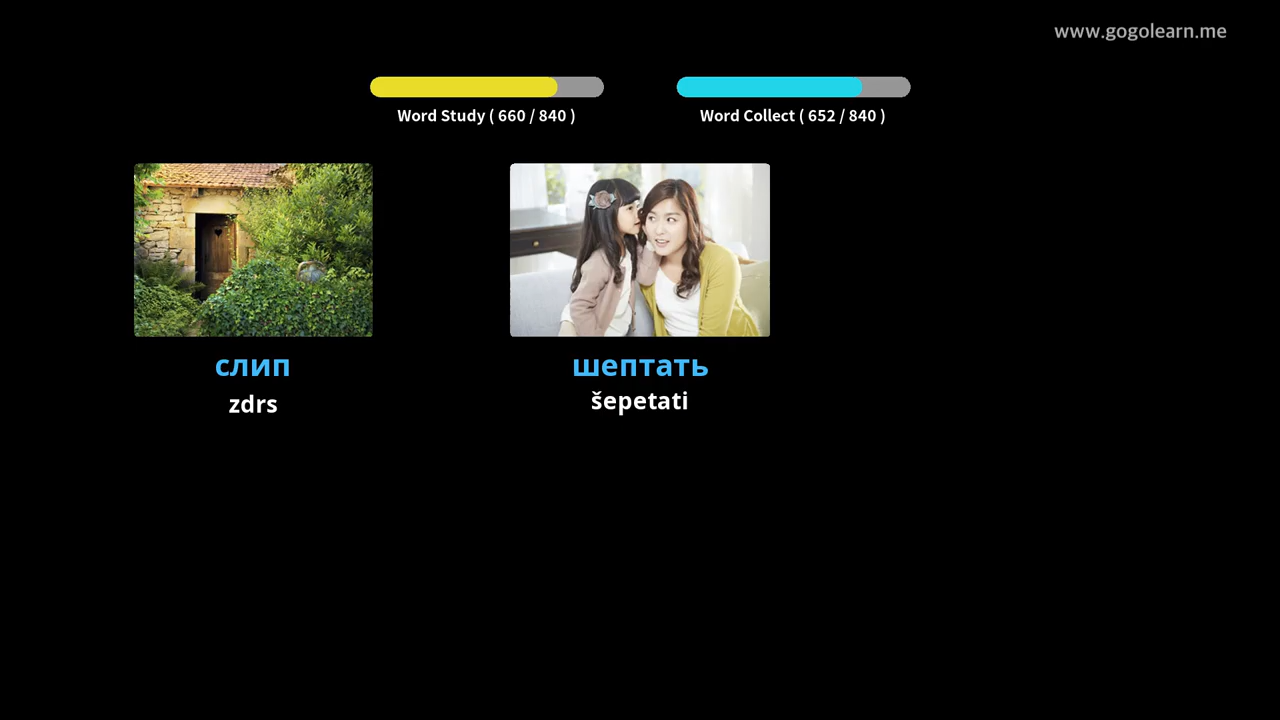 www.gogolearn.me
Word Study ( 660 / 840 )
Word Collect ( 652 / 840 )
слип
zdrs
шептать
šepetati